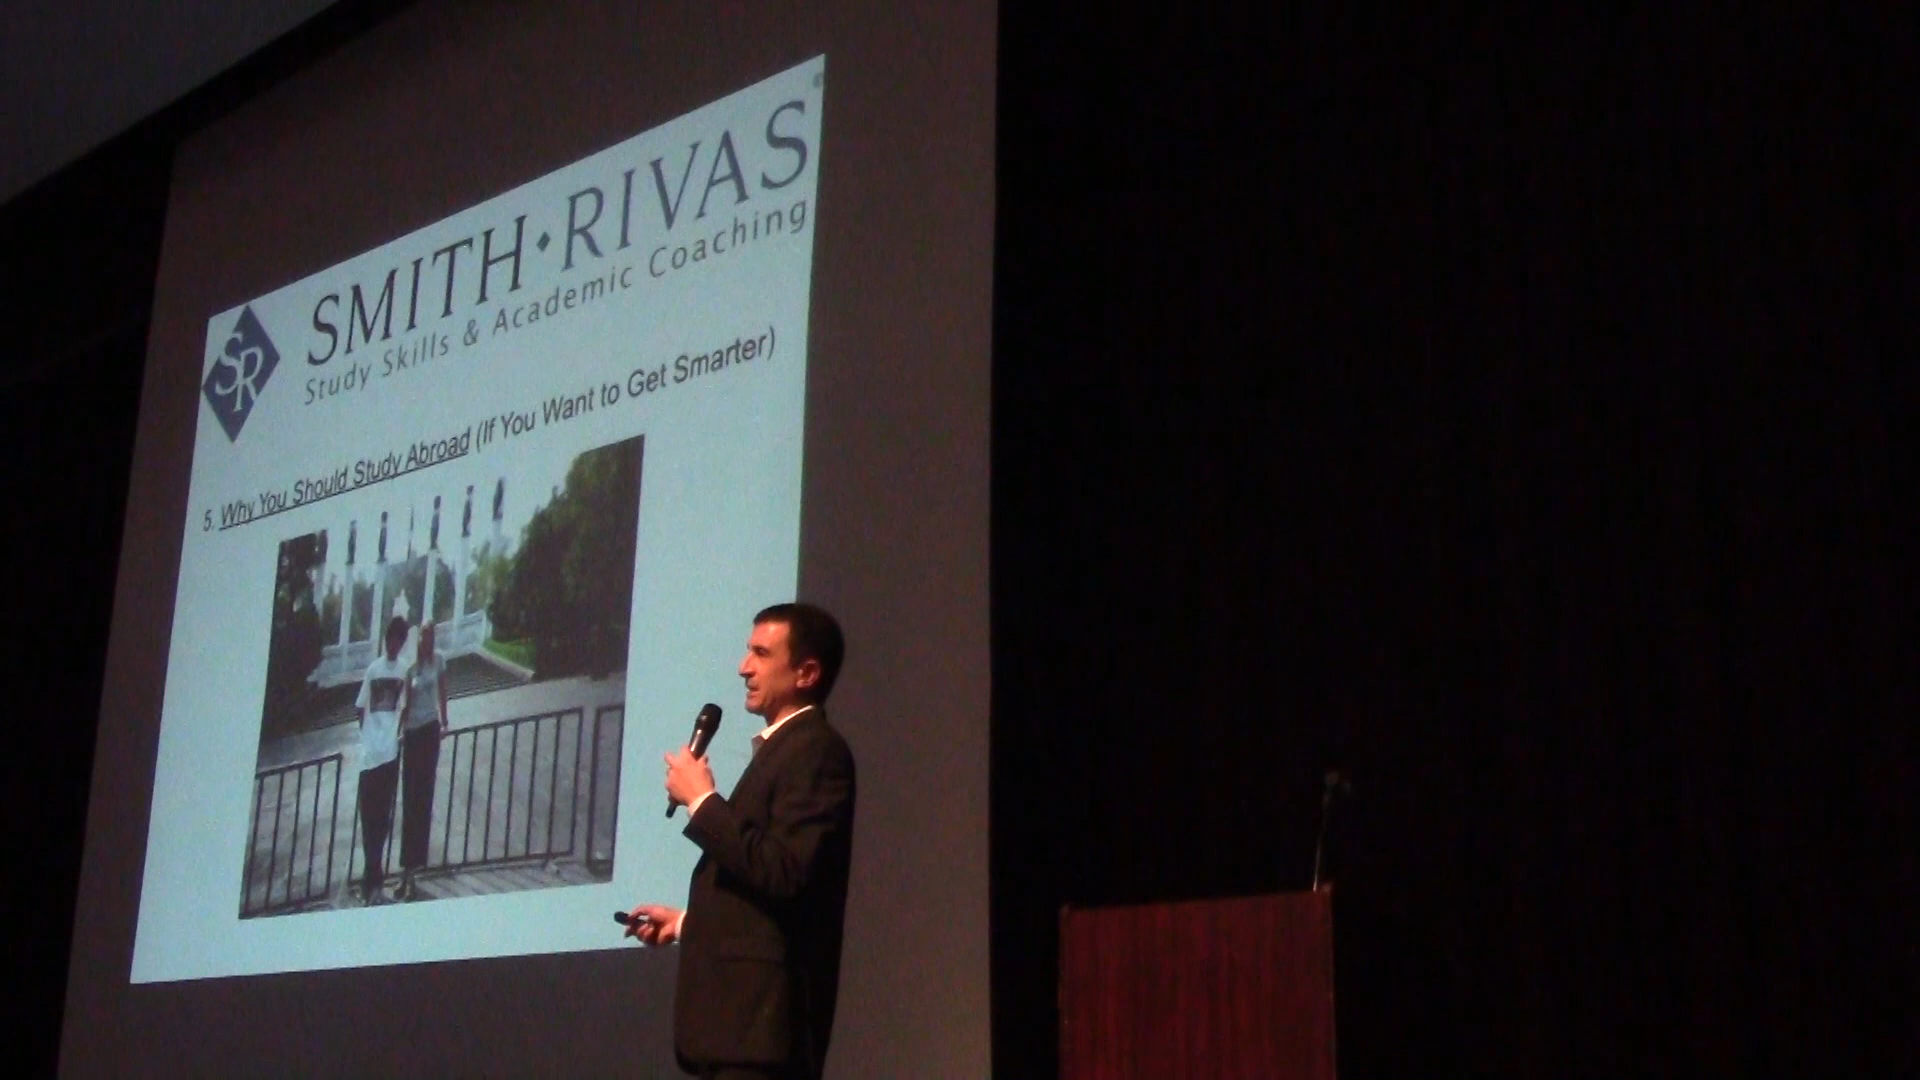 SMITH♦RIVAS®
Study Skills & Academic Coaching
SR
5. Why You Should Study Abroad (If You Want to Get Smarter)